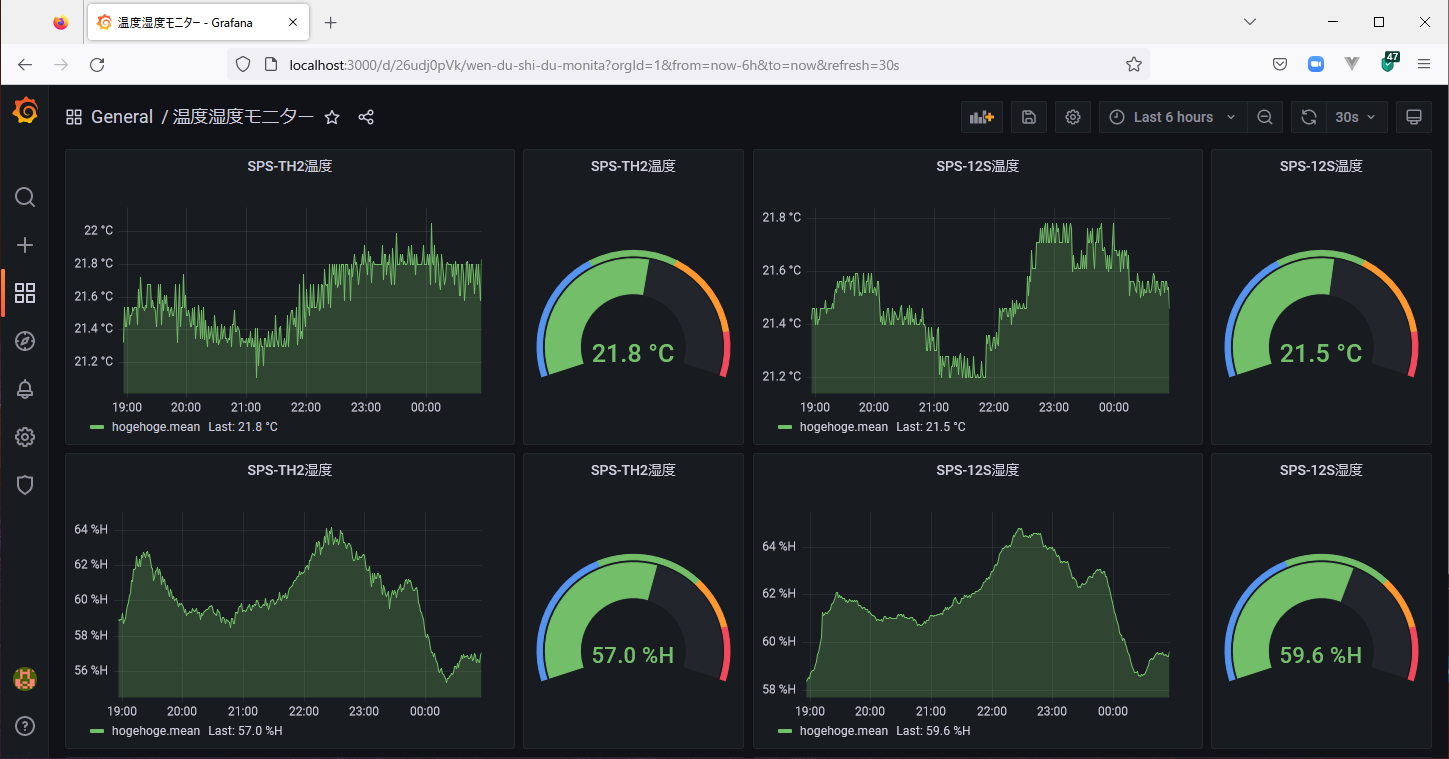 温度湿度モニター - Grafana
localhost:3000/d/26udj0pVk/wen-du-shi-du-monita?orgId=1&from=now-6h&to=now&refresh=30s
47
General / 温度湿度モニター
Last 6 hours
30s
SPS-TH2温度
22 °C
21.8 °C
21.6 °C
21.4 °C
21.2 °C
19:00 20:00 21:00 22:00 23:00 00:00
hogehoge.mean Last: 21.8 °C
SPS-TH2温度
21.8 °C
SPS-12S温度
21.8 °C
21.6 °C
21.4 °C
21.2 °C
19:00 20:00 21:00 22:00 23:00 00:00
hogehoge.mean Last: 21.5 °C
SPS-12S温度
21.5 °C
SPS-TH2湿度
64 %H
62 %H
60 %H
58 %H
56 %H
19:00 20:00 21:00 22:00 23:00 00:00
hogehoge.mean Last: 57.0 %H
SPS-TH2湿度
57.0 %H
SPS-12S湿度
64 %H
62 %H
60 %H
58 %H
19:00 20:00 21:00 22:00 23:00 00:00
hogehoge.mean Last: 59.6 %H
SPS-12S湿度
59.6 %H